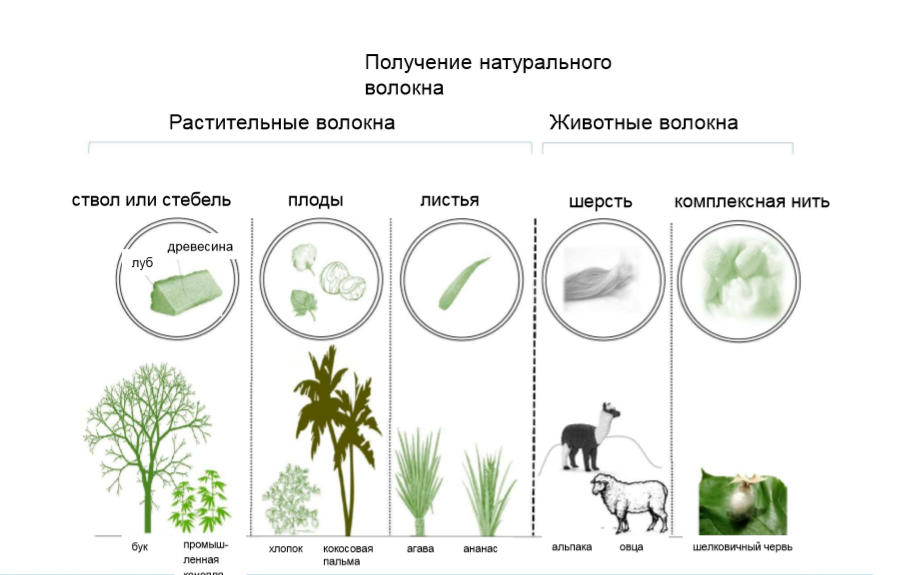 Получение натурального
волокна
Растительные волокна
Животные волокна
ствол или стебель
плоды
листья
шерсть
комплексная нить
древесина
луб
бук
промыш-
ленная
конопля
хлопок
кокосовая
пальма
агава
ананас
альпака
овца
шелковичный червь